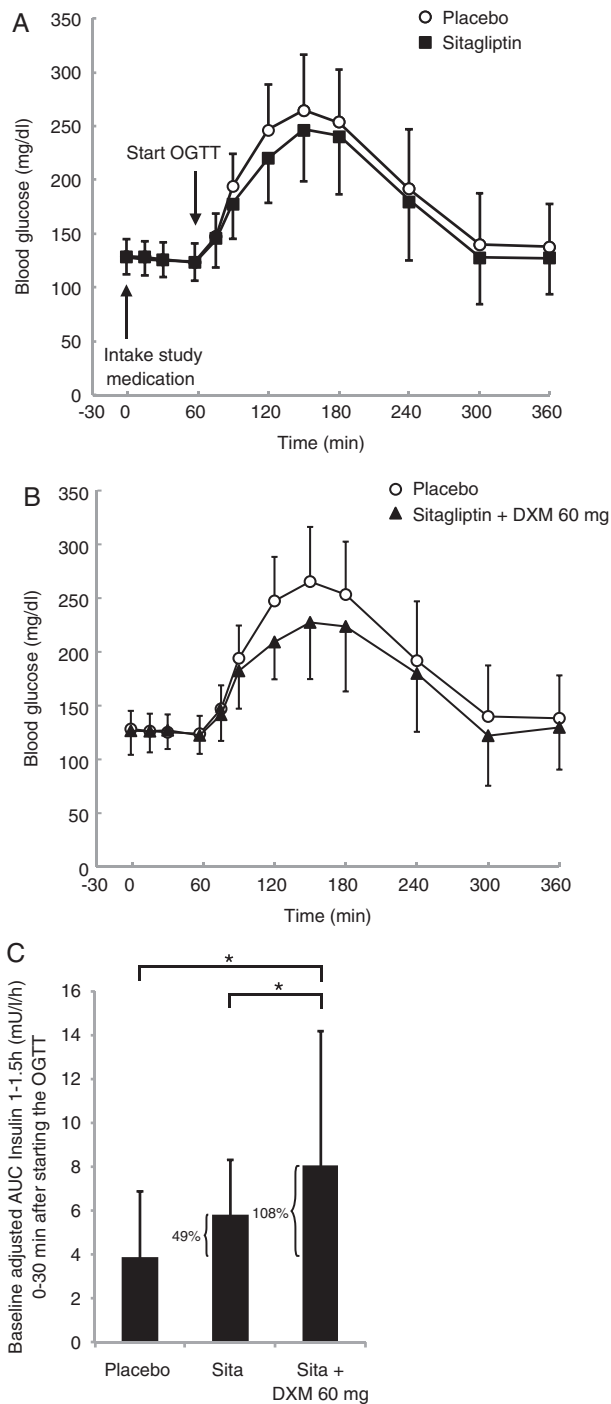 A
Placebo
Sitagliptin
350
300
250
200
150
100
50
0
Blood glucose (mg/dl)
Start OGTT
Intake study
medication
-30 0 60 120 180 240 300 360
Time (min)
B
Placebo
Sitagliptin + DXM 60 mg
350
300
250
200
150
100
50
0
Blood glucose (mg/dl)
-30 0 60 120 180 240 300 360
Time (min)
C
*
*
16
14
12
10
8
6
4
2
0
Baseline adjusted AUC Insulin 1-1.5h (mU/l/h)
0-30 min after starting the OGTT
49%
108%
Placebo Sita Sita +
DXM 60 mg